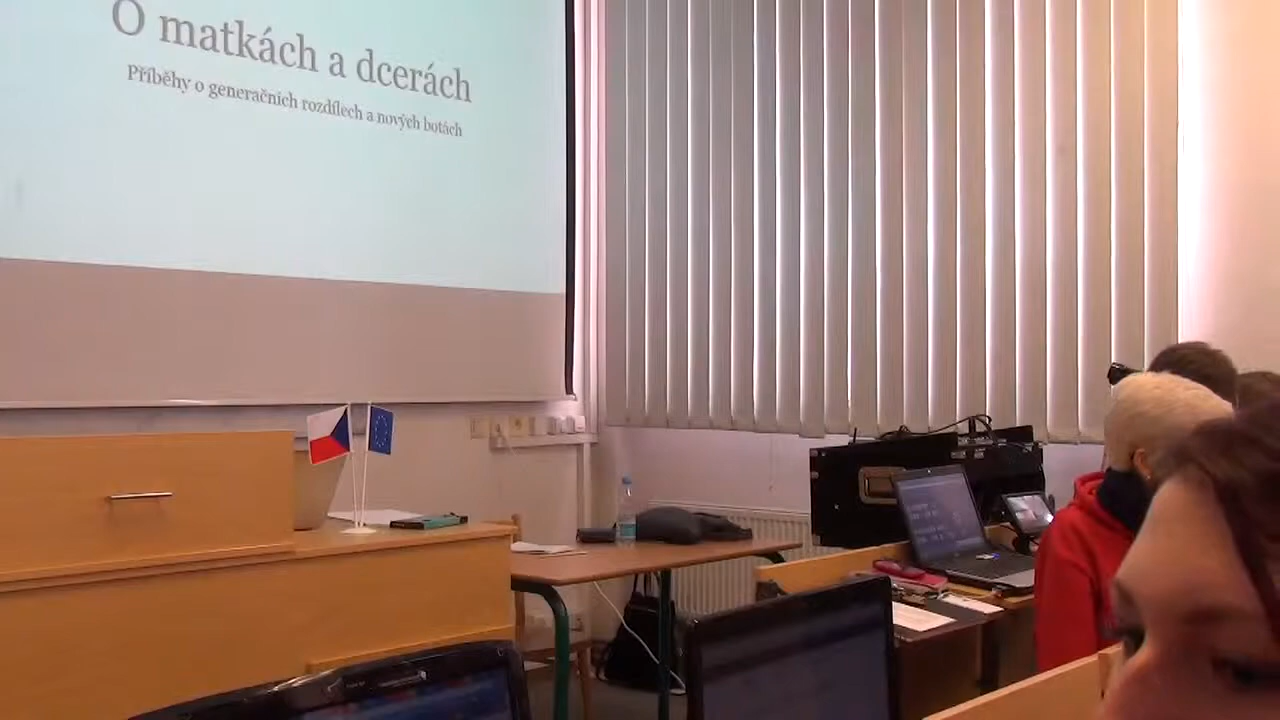 O matkách a dcerách
Příběhy o generačních rozdílech a nových botách